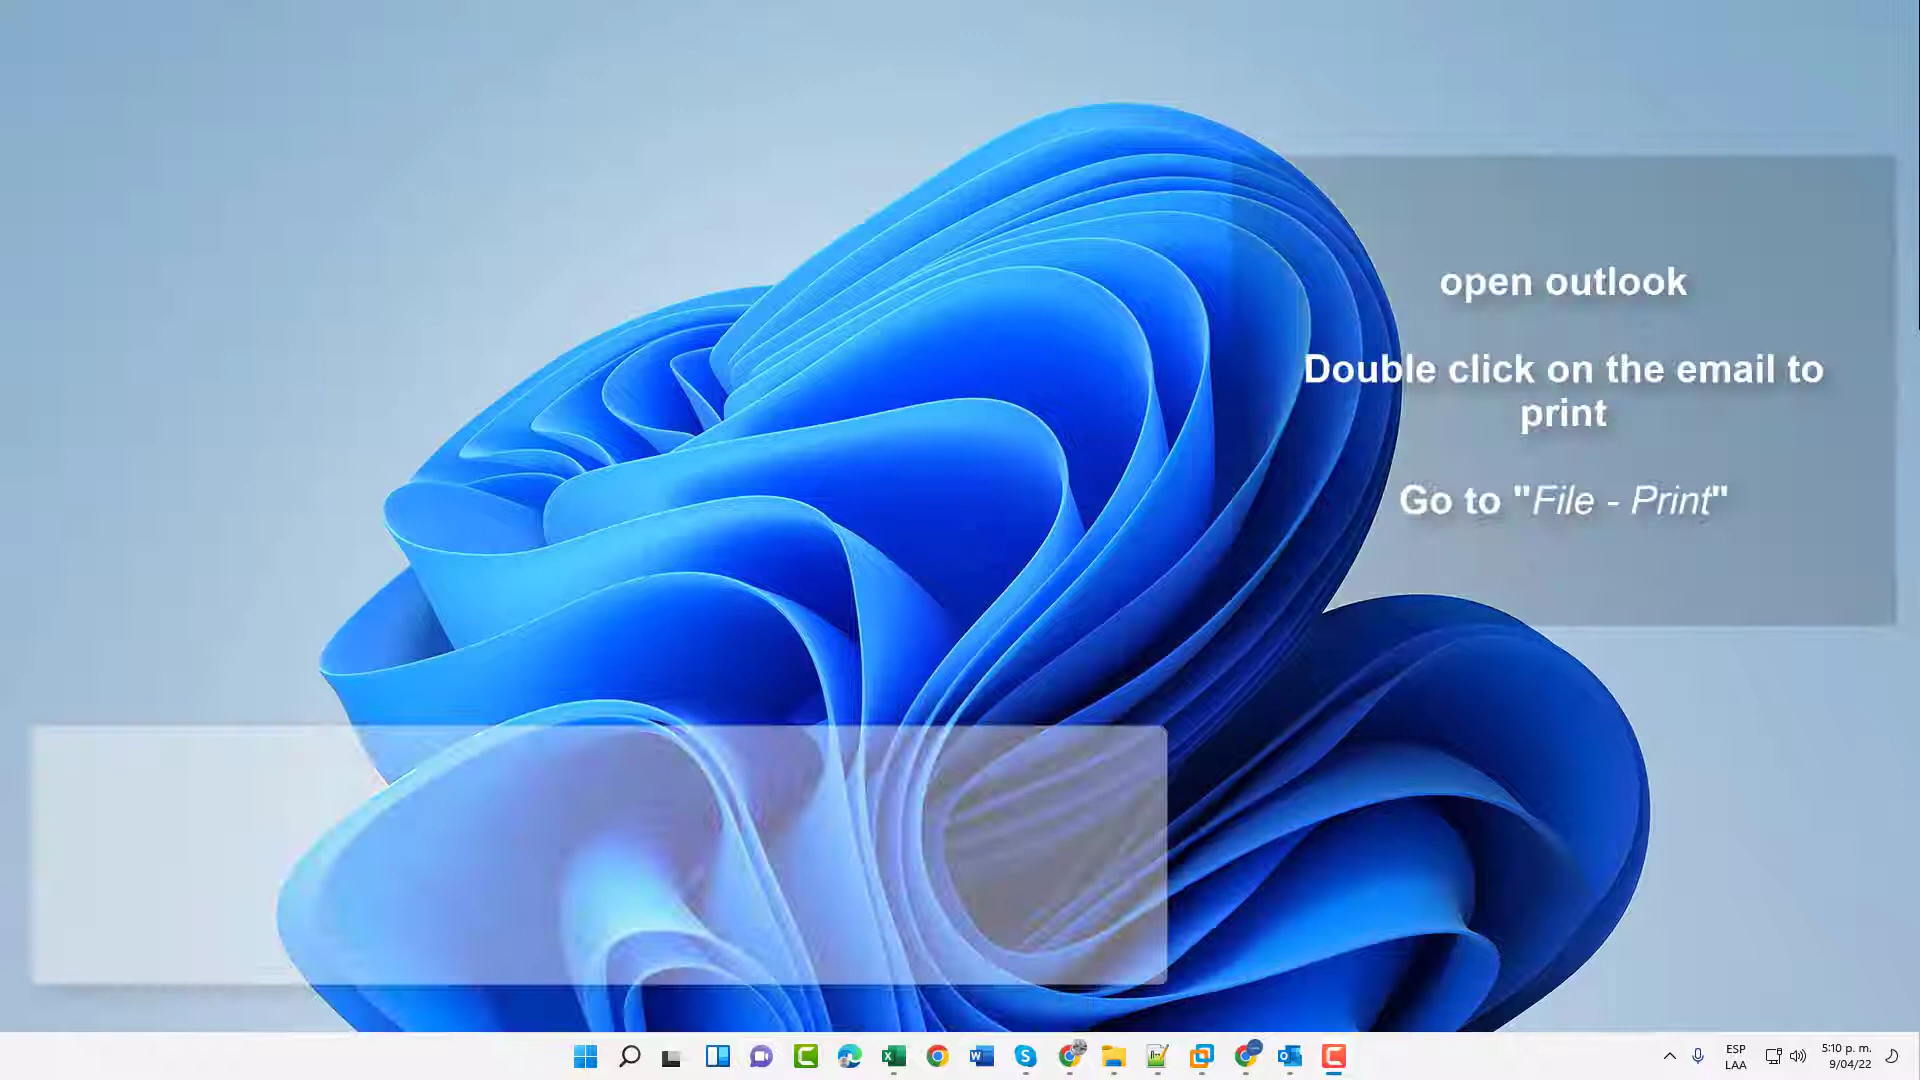 open outlook
Double click on the email to
print
Go to "File - Print"
ESP
LAA
5:10 p. m.
9/04/22